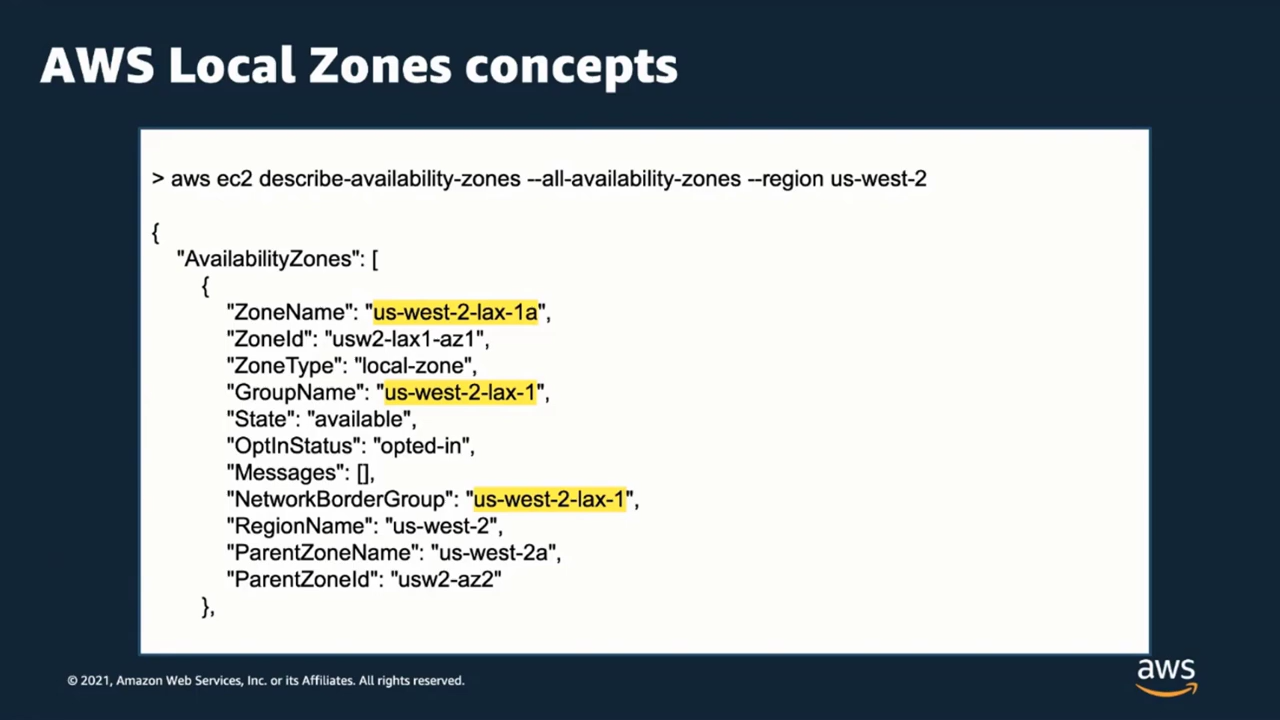 AWS Local Zones concepts
> aws ec2 describe-availability-zones --all-availability-zones --region us-west-2
{
"AvailabilityZones": [
{
"ZoneName": "us-west-2-lax-1a",
"ZoneId": "usw2-lax1-az1",
"ZoneType": "local-zone",
"GroupName": "us-west-2-lax-1",
"State": "available",
"OptInStatus": "opted-in",
"Messages": [],
"NetworkBorderGroup": "us-west-2-lax-1",
"RegionName": "us-west-2",
"ParentZoneName": "us-west-2a",
"ParentZoneId": "usw2-az2"
},
© 2021, Amazon Web Services, Inc. or its Affiliates. All rights reserved.
aws